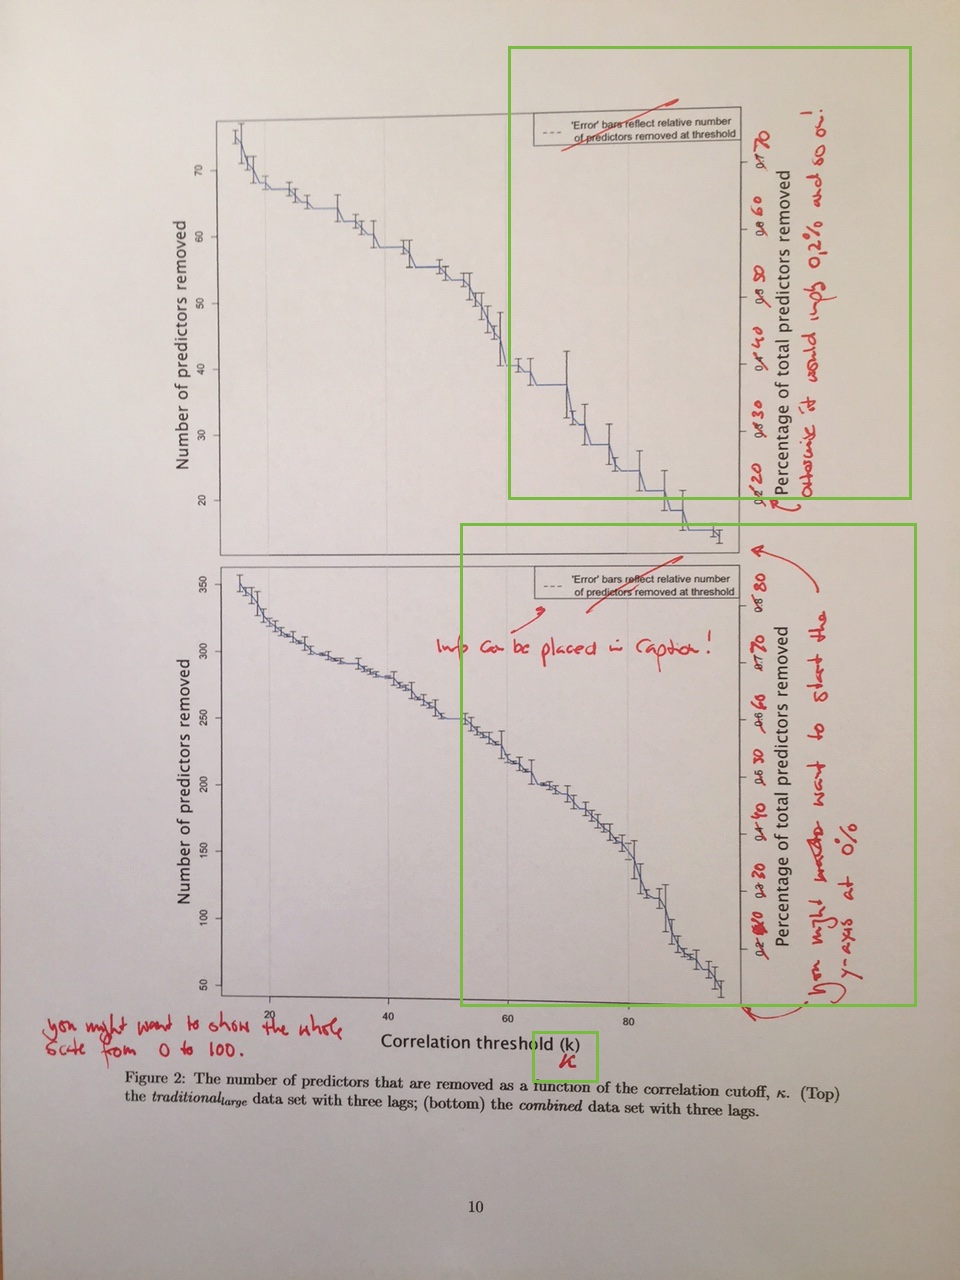 'Error' bars reflect relative number
of predictors removed at threshold
Number of predictors removed
70
60
50
40
30
20
0.7 70
0.6 60
0.5 50
0.4 40
0.3 30
0.2 20
Percentage of total predictors removed
otherwise it would imply 0,2% and so on!
'Error' bars reflect relative number
of predictors removed at threshold
Info can be placed in Caption!
Number of predictors removed
350
300
250
200
150
100
50
0.8 80
0.7 70
0.6 60
0.5 50
0.4 40
0.3 30
0.2 20
Percentage of total predictors removed
you might want to start the
y-axis at 0%
20
40
60
80
Correlation threshold (k)
κ
you might want to show the whole
scale from 0 to 100.
Figure 2: The number of predictors that are removed as a function of the correlation cutoff, κ. (Top)
the traditionallarge data set with three lags; (bottom) the combined data set with three lags.
10